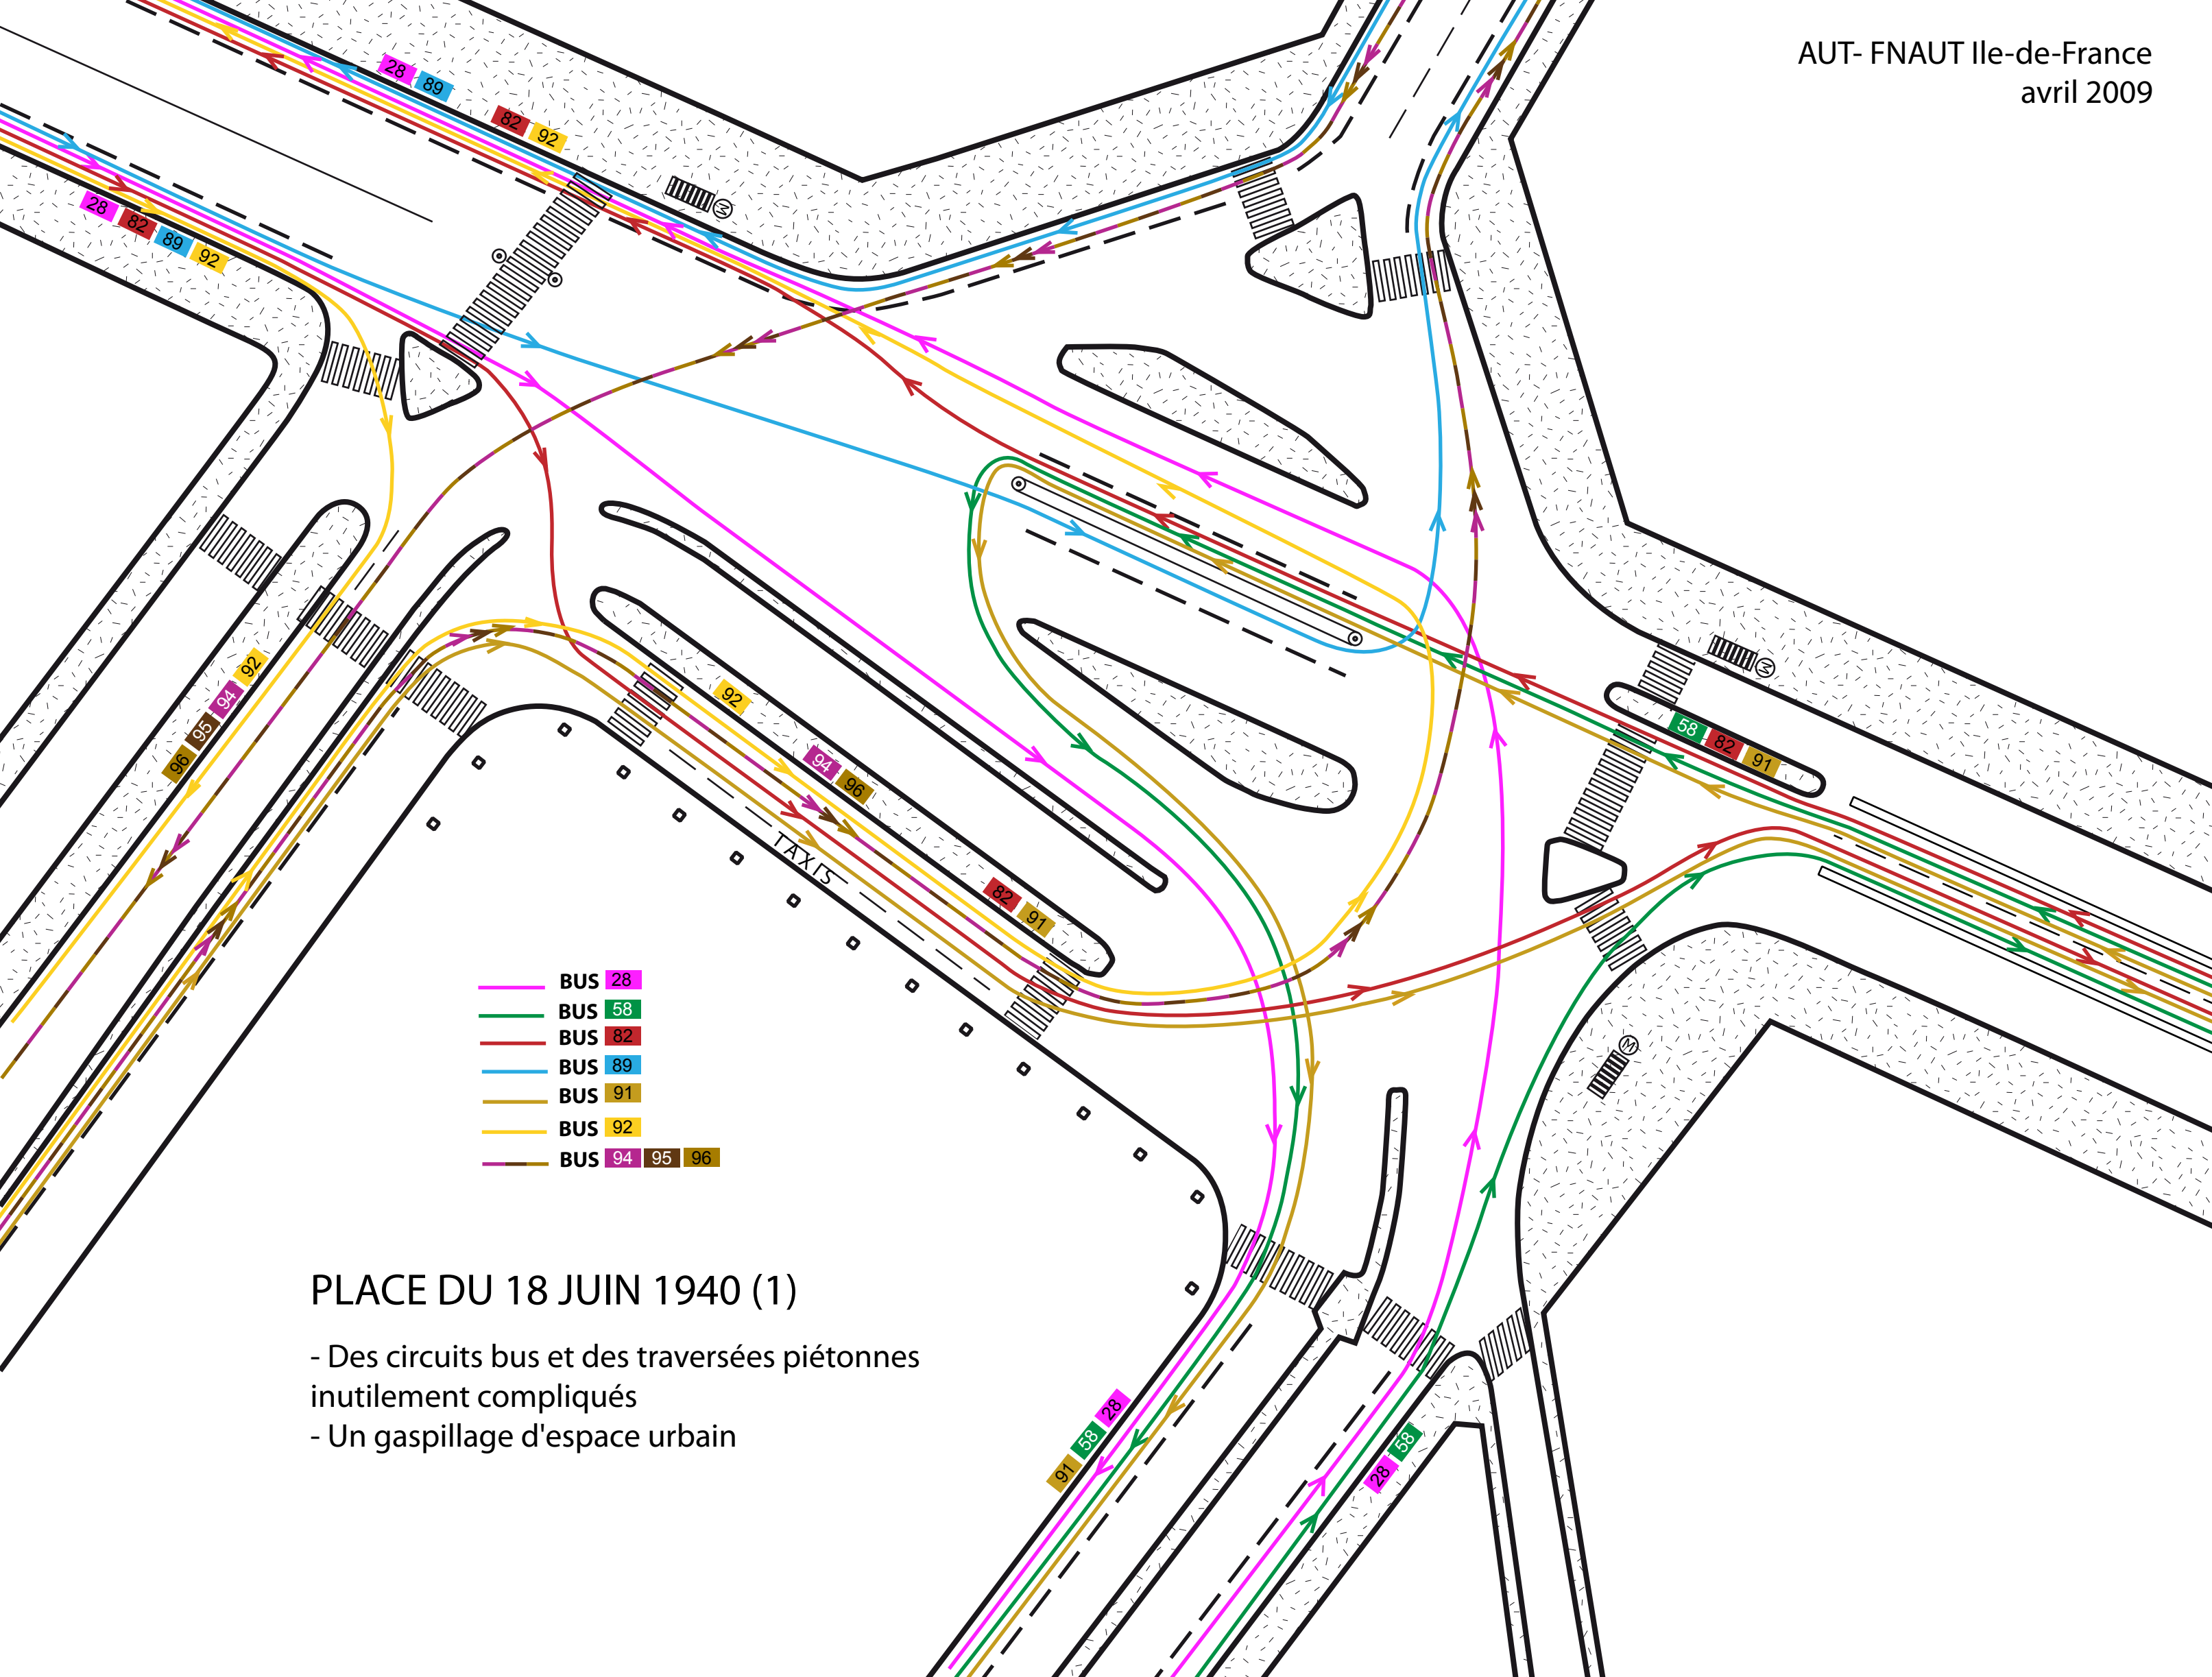 AUT- FNAUT Ile-de-France
avril 2009
28 89
82 92
M
28 82 89 92
92
94
95
96
92
94 96
TAXIS
82 91
M
58 82 91
M
BUS 28
BUS 58
BUS 82
BUS 89
BUS 91
BUS 92
BUS 94 95 96
PLACE DU 18 JUIN 1940 (1)
- Des circuits bus et des traversées piétonnes
inutilement compliqués
- Un gaspillage d'espace urbain
91 58 28
28 58